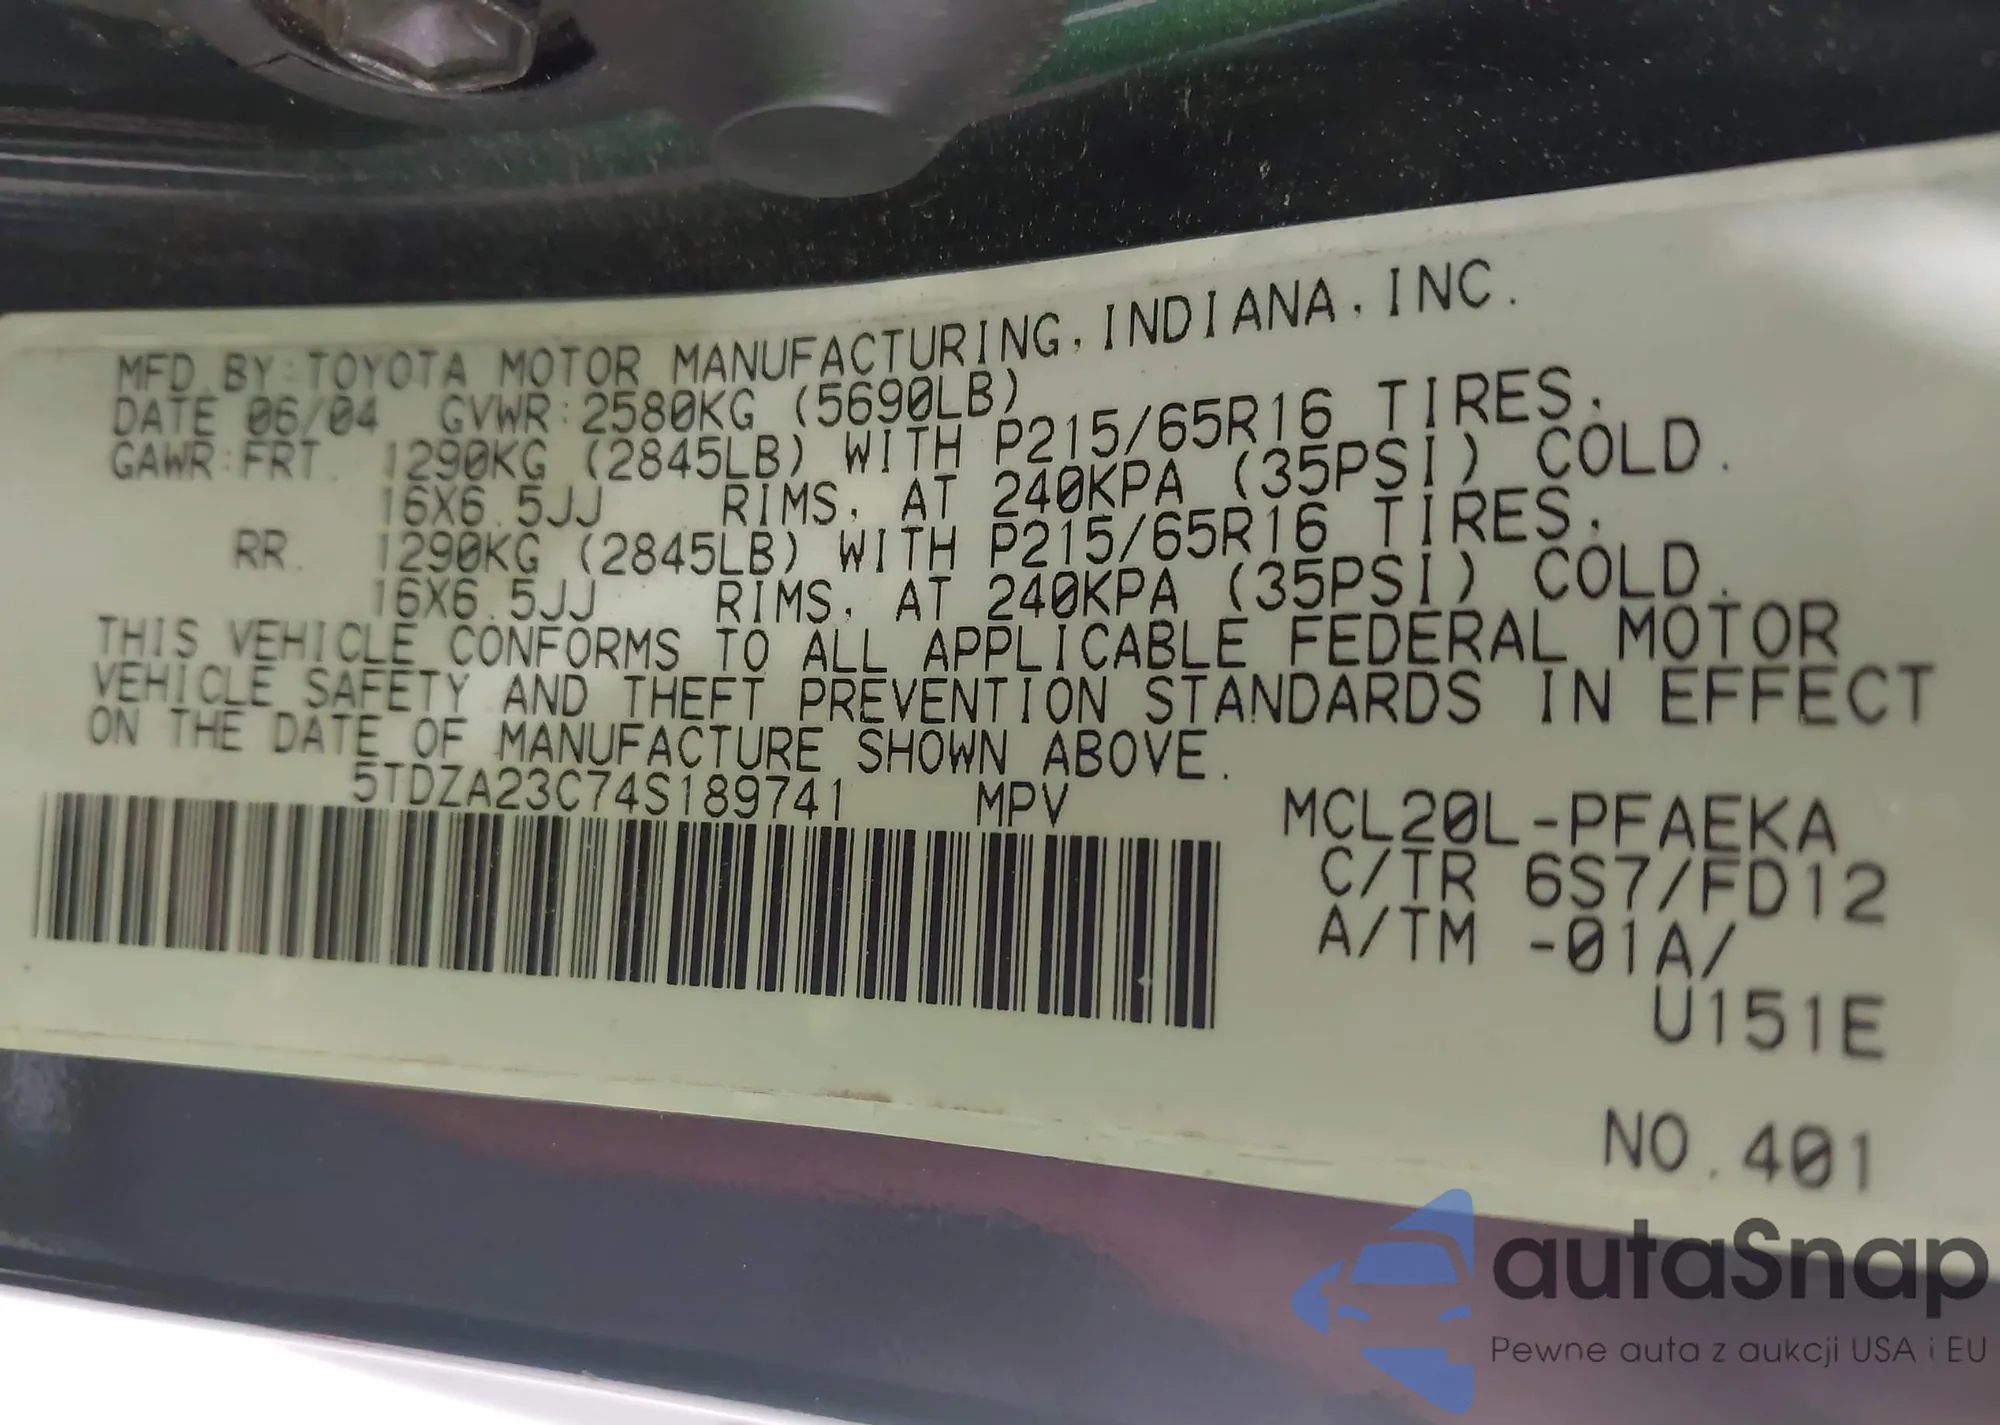 MFD. BY: TOYOTA MOTOR MANUFACTURING, INDIANA, INC.
DATE 06/04 GVWR: 2580KG (5690LB)
GAWR: FRT. 1290KG (2845LB) WITH P215/65R16 TIRES,
16X6.5JJ RIMS, AT 240KPA (35PSI) COLD.
RR. 1290KG (2845LB) WITH P215/65R16 TIRES,
16X6.5JJ RIMS, AT 240KPA (35PSI) COLD.
THIS VEHICLE CONFORMS TO ALL APPLICABLE FEDERAL MOTOR
VEHICLE SAFETY AND THEFT PREVENTION STANDARDS IN EFFECT
ON THE DATE OF MANUFACTURE SHOWN ABOVE.
5TDZA23C74S189741 MPV
MCL20L-PFAEKA
C/TR 6S7/FD12
A/TM -01A/
U151E
NO.401
autoSnap
Pewne auta z aukcji USA i EU